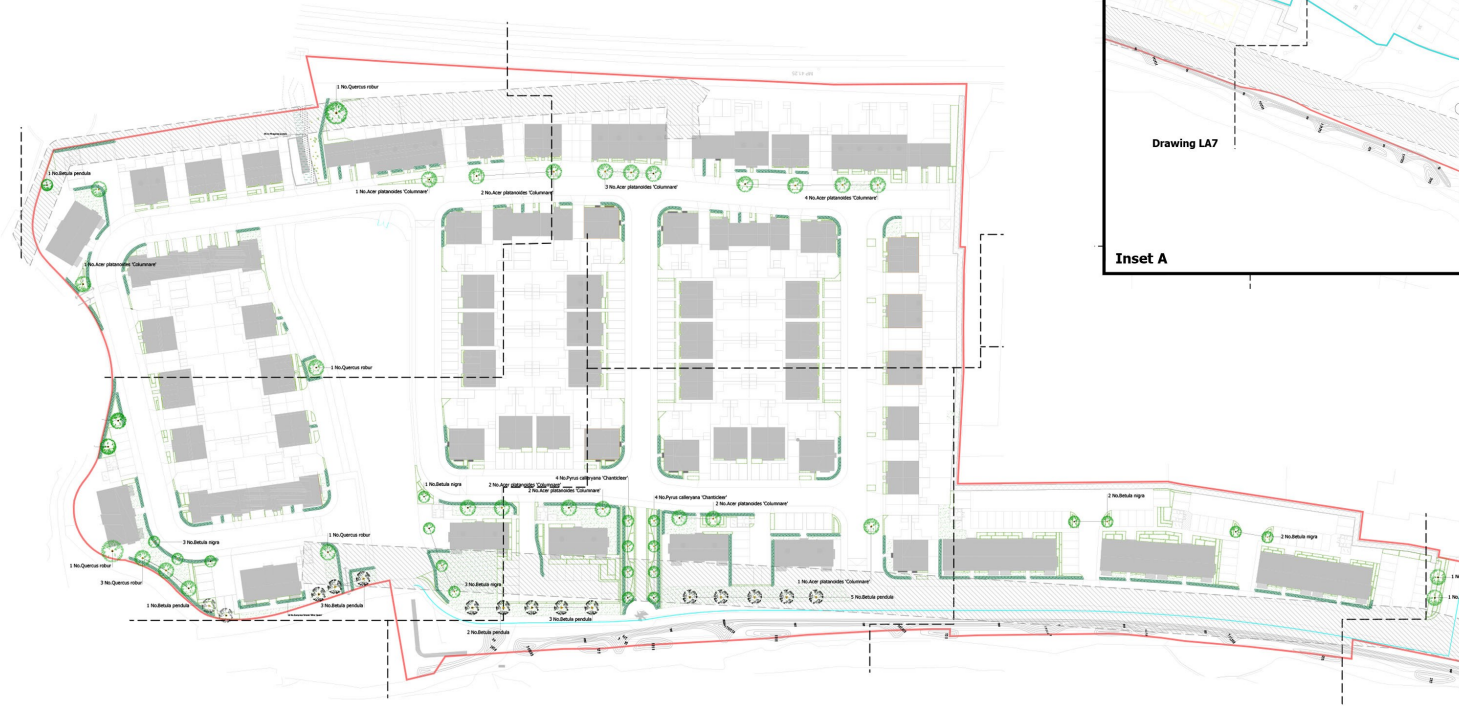 1 No.Quercus robur
Drawing LA7
1 No.Betula pendula
3 No.Acer platanoides 'Columnare'
1 No.Acer platanoides 'Columnare'
2 No.Acer platanoides 'Columnare'
4 No.Acer platanoides 'Columnare'
Inset A
1 No.Acer platanoides 'Columnare'
1 No.Quercus robur
2 No.Betula nigra
4 No.Pyrus calleryana 'Chanticleer'
1 No.Betula nigra
2 No.Acer platanoides 'Columnare'
2 No.Acer platanoides 'Columnare'
4 No.Pyrus calleryana 'Chanticleer'
2 No.Acer platanoides 'Columnare'
1 No.Quercus robur
2 No.Betula nigra
3 No.Betula nigra
1 No.Quercus robur
3 No.Quercus robur
3 No.Betula nigra
1 No.Acer platanoides 'Columnare'
1 No
1 No.
5 No.Betula pendula
1 No.Betula pendula
3 No.Betula pendula
3 No.Betula pendula
2 No.Betula pendula